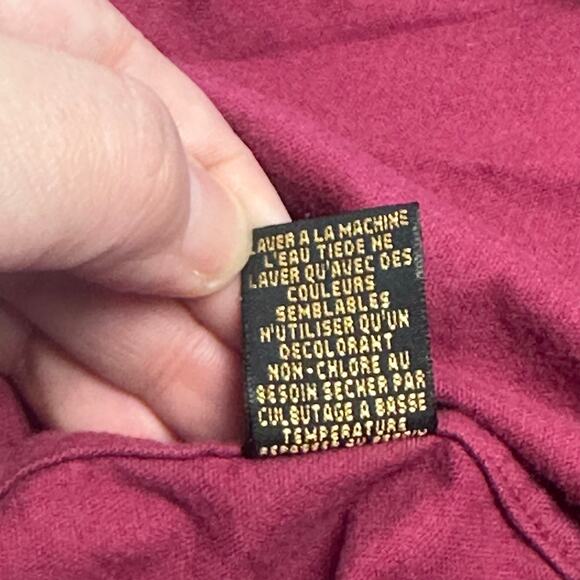 LAVER A LA MACHINE
L'EAU TIEDE NE
LAVER QU'AVEC DES
COULEURS
SEMBLABLES
N'UTILISER QU'UN
DECOLORANT
NON-CHLORE AU
BESOIN SECHER PAR
CULBUTAGE A BASSE
TEMPERATURE